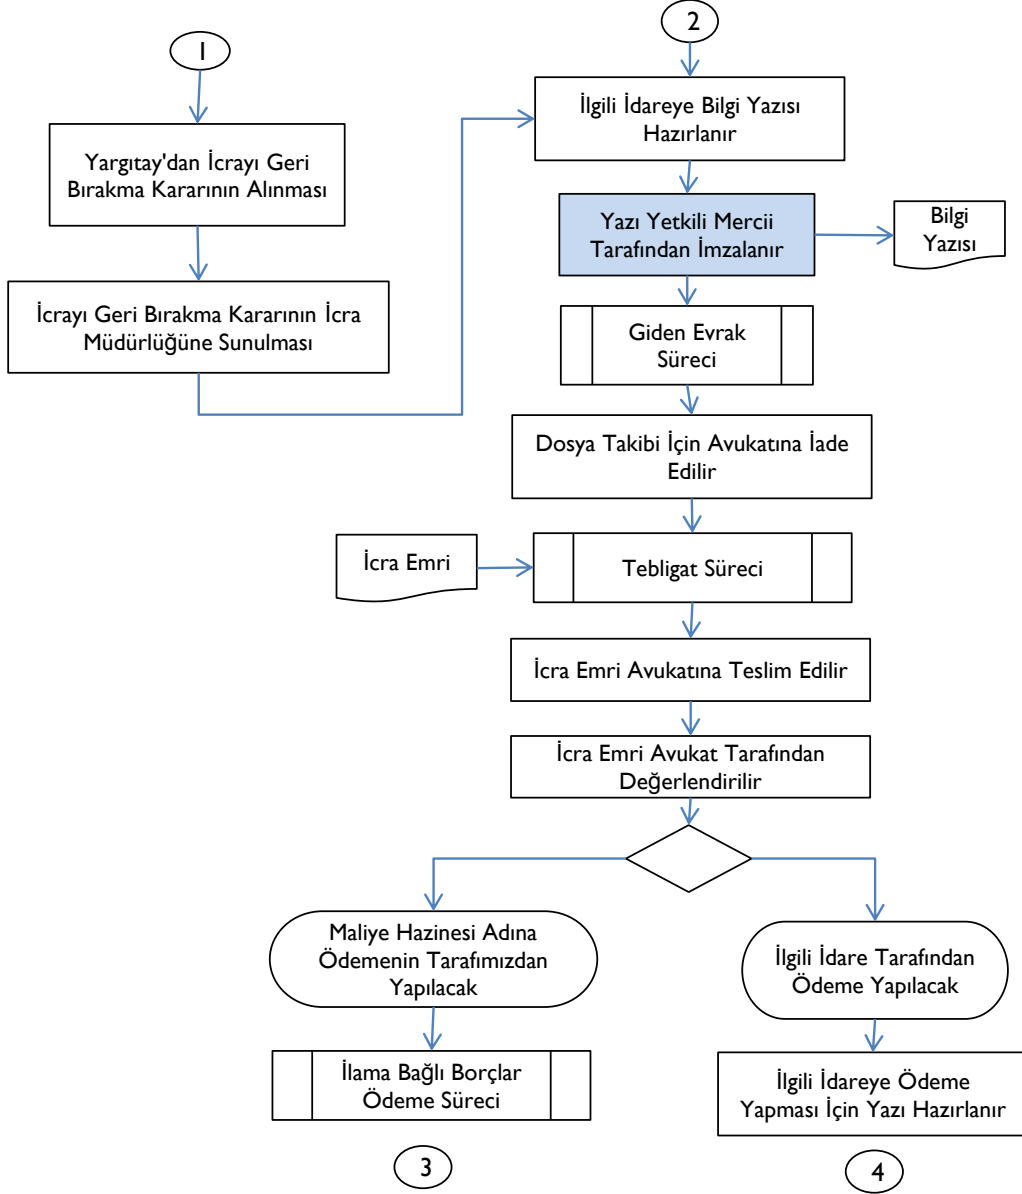 1
2
Yargıtay'dan İcrayı Geri
Bırakma Kararının Alınması
İcrayı Geri Bırakma Kararının İcra
Müdürlüğüne Sunulması
İlgili İdareye Bilgi Yazısı
Hazırlanır
Yazı Yetkili Mercii
Tarafından İmzalanır
Bilgi
Yazısı
Giden Evrak
Süreci
Dosya Takibi İçin Avukatına İade
Edilir
İcra Emri
Tebligat Süreci
İcra Emri Avukatına Teslim Edilir
İcra Emri Avukat Tarafından
Değerlendirilir
Maliye Hazinesi Adına
Ödemenin Tarafımızdan
Yapılacak
İlgili İdare Tarafından
Ödeme Yapılacak
İlama Bağlı Borçlar
Ödeme Süreci
İlgili İdareye Ödeme
Yapması İçin Yazı Hazırlanır
3
4